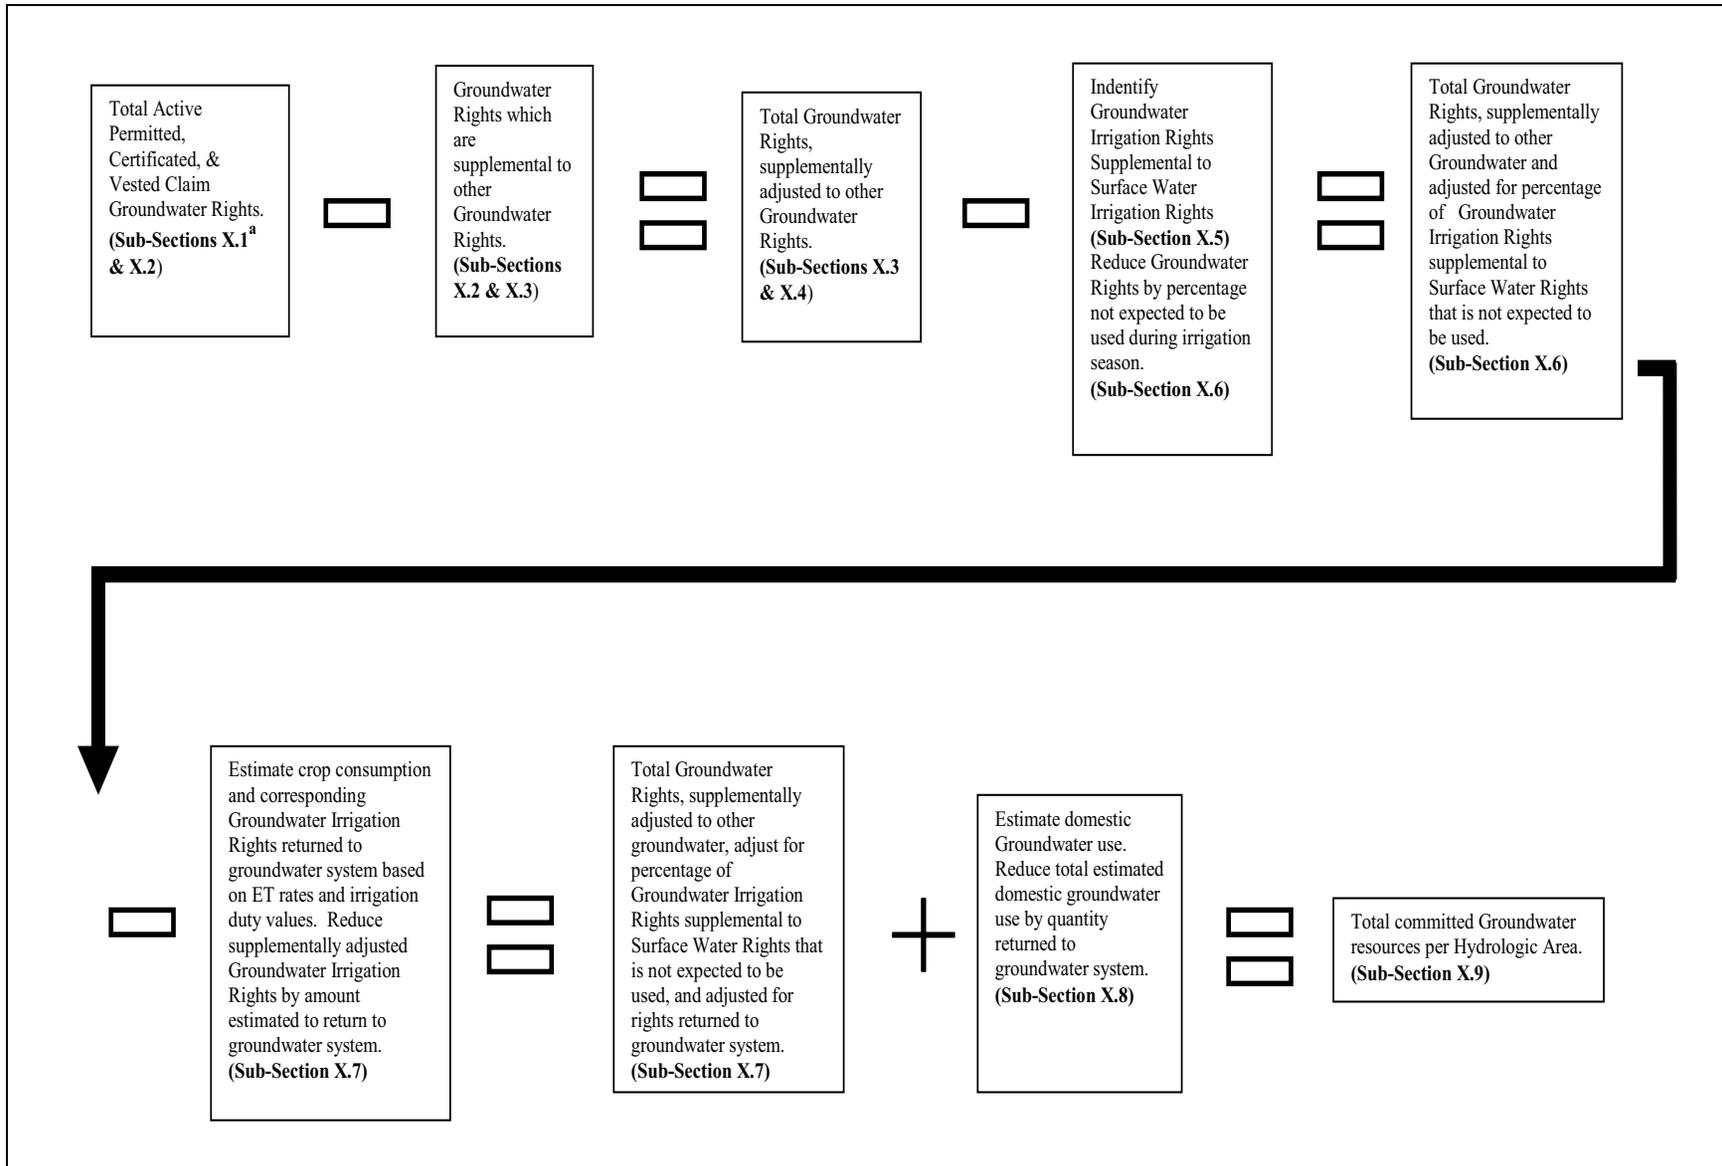 Total Active
Permitted,
Certificated, &
Vested Claim
Groundwater Rights.
(Sub-Sections X.1a
& X.2)
Groundwater
Rights which
are
supplemental to
other
Groundwater
Rights.
(Sub-Sections
X.2 & X.3)
Total Groundwater
Rights,
supplementally
adjusted to other
Groundwater
Rights.
(Sub-Sections X.3
& X.4)
Indentify
Groundwater
Irrigation Rights
Supplemental to
Surface Water
Irrigation Rights
(Sub-Section X.5)
Reduce Groundwater
Rights by percentage
not expected to be
used during irrigation
season.
(Sub-Section X.6)
Total Groundwater
Rights, supplementally
adjusted to other
Groundwater and
adjusted for percentage
of Groundwater
Irrigation Rights
supplemental to
Surface Water Rights
that is not expected to
be used.
(Sub-Section X.6)
Estimate crop consumption
and corresponding
Groundwater Irrigation
Rights returned to
groundwater system based
on ET rates and irrigation
duty values. Reduce
supplementally adjusted
Groundwater Irrigation
Rights by amount
estimated to return to
groundwater system.
(Sub-Section X.7)
Total Groundwater
Rights, supplementally
adjusted to other
groundwater, adjust for
percentage of
Groundwater Irrigation
Rights supplemental to
Surface Water Rights that
is not expected to be
used, and adjusted for
rights returned to
groundwater system.
(Sub-Section X.7)
+
Estimate domestic
Groundwater use.
Reduce total estimated
domestic groundwater
use by quantity
returned to
groundwater system.
(Sub-Section X.8)
Total committed Groundwater
resources per Hydrologic Area.
(Sub-Section X.9)